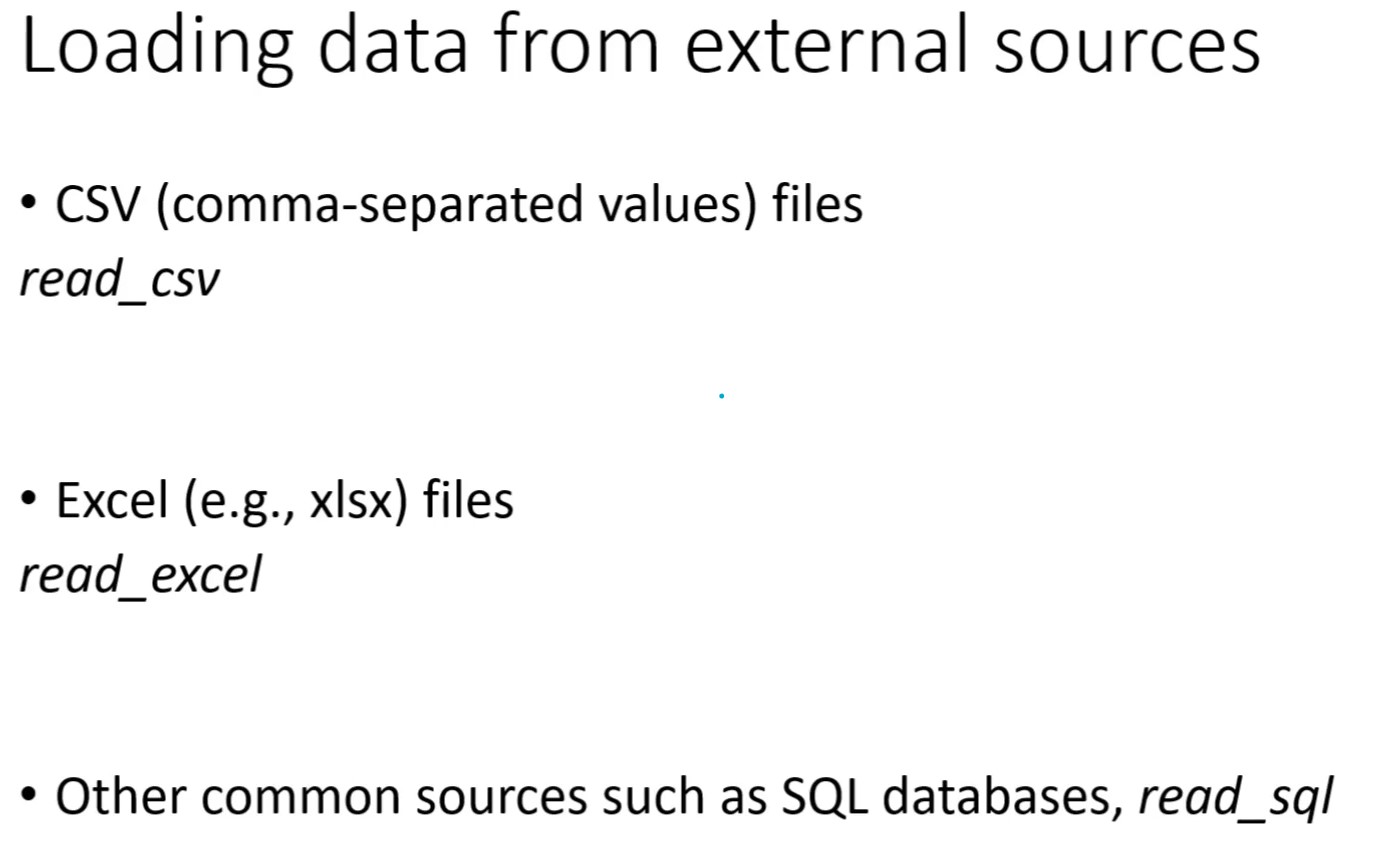 Loading data from external sources
• CSV (comma-separated values) files
read_csv
• Excel (e.g., xlsx) files
read_excel
• Other common sources such as SQL databases, read_sql